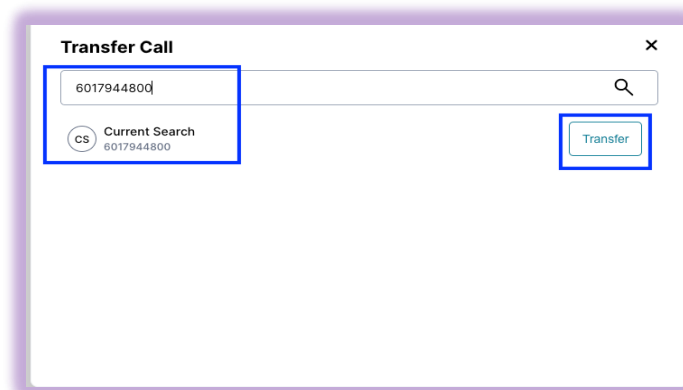 Transfer Call
6017944800
CS
Current Search
6017944800
Transfer